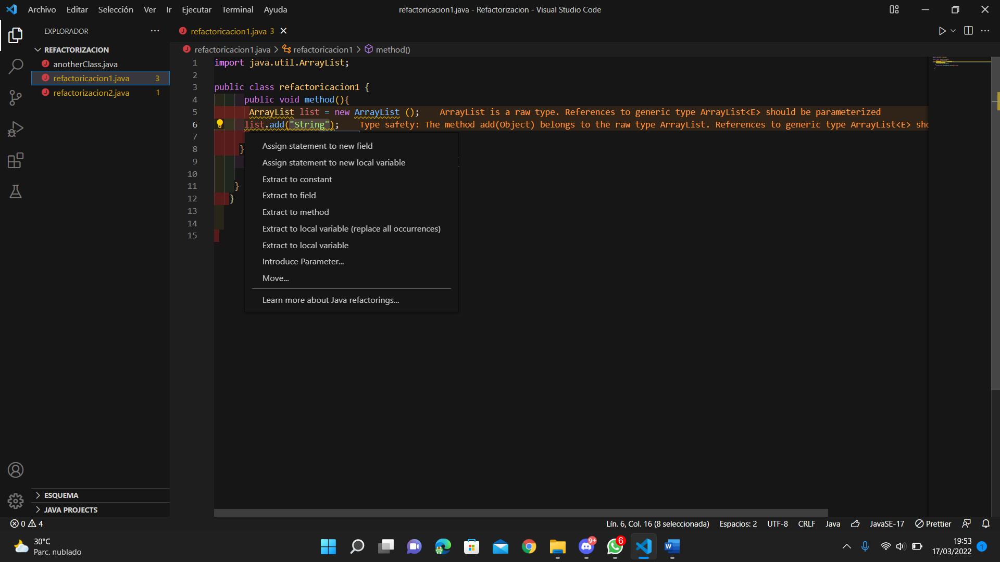 Archivo Editar Selección Ver Ir Ejecutar Terminal Ayuda
refactoricacion1.java - Refactorizacion - Visual Studio Code
EXPLORADOR
REFACTORIZACION
anotherClass.java
refactoricacion1.java 3
refactorizacion2.java 1
ESQUEMA
JAVA PROJECTS
refactoricacion1.java 3
refactoricacion1.java > refactoricacion1 > method()
1 import java.util.ArrayList;
2
3 public class refactoricacion1 {
4 public void method(){
5 ArrayList list = new ArrayList (); ArrayList is a raw type. References to generic type ArrayList<E> should be parameterized
6 list.add("String"); Type safety: The method add(Object) belongs to the raw type ArrayList. References to generic type ArrayList<E> sho
7
8 }
9
10
11 }
12 }
13
14
15
Assign statement to new field
Assign statement to new local variable
Extract to constant
Extract to field
Extract to method
Extract to local variable (replace all occurrences)
Extract to local variable
Introduce Parameter...
Move...
Learn more about Java refactorings...
0 4
Lín. 6, Col. 16 (8 seleccionada) Espacios: 2 UTF-8 CRLF Java JavaSE-17 Prettier
30°C
Parc. nublado
9+
6
W
19:53
17/03/2022
1